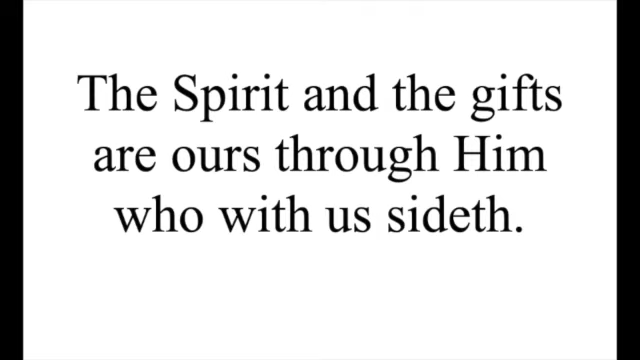 The Spirit and the gifts
are ours through Him
who with us sideth.